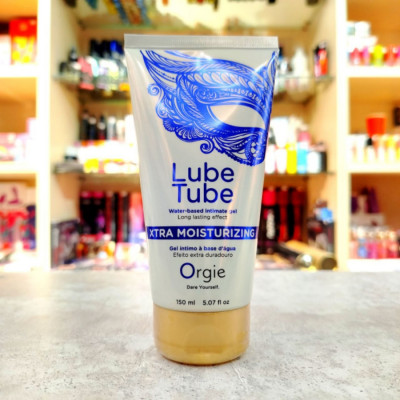 Lube
Tube
Water-based intimate gel
Long lasting effect
XTRA MOISTURIZING
Gel íntimo à base d'água
Efeito extra duradouro
Orgie
Dare Yourself.
150 ml 5.07 fl oz